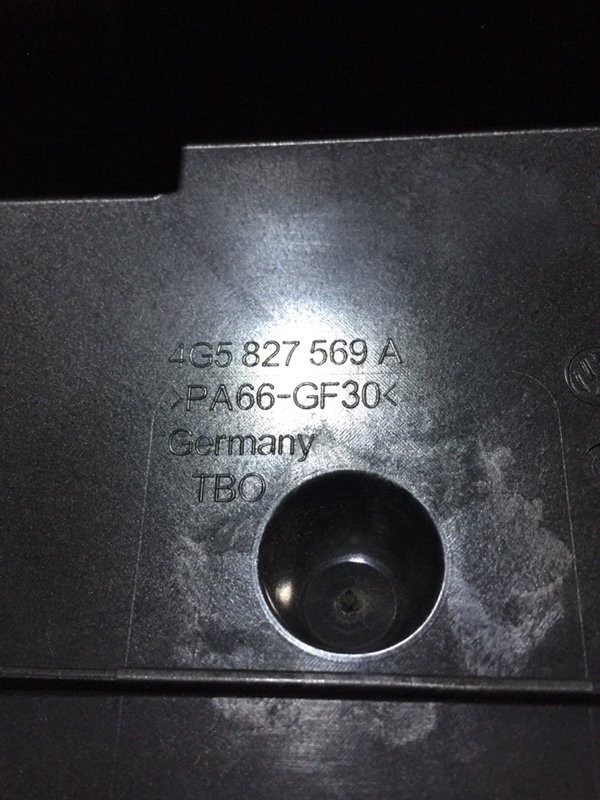 4G5 827 569 A
>PA66-GF30<
Germany
TBO